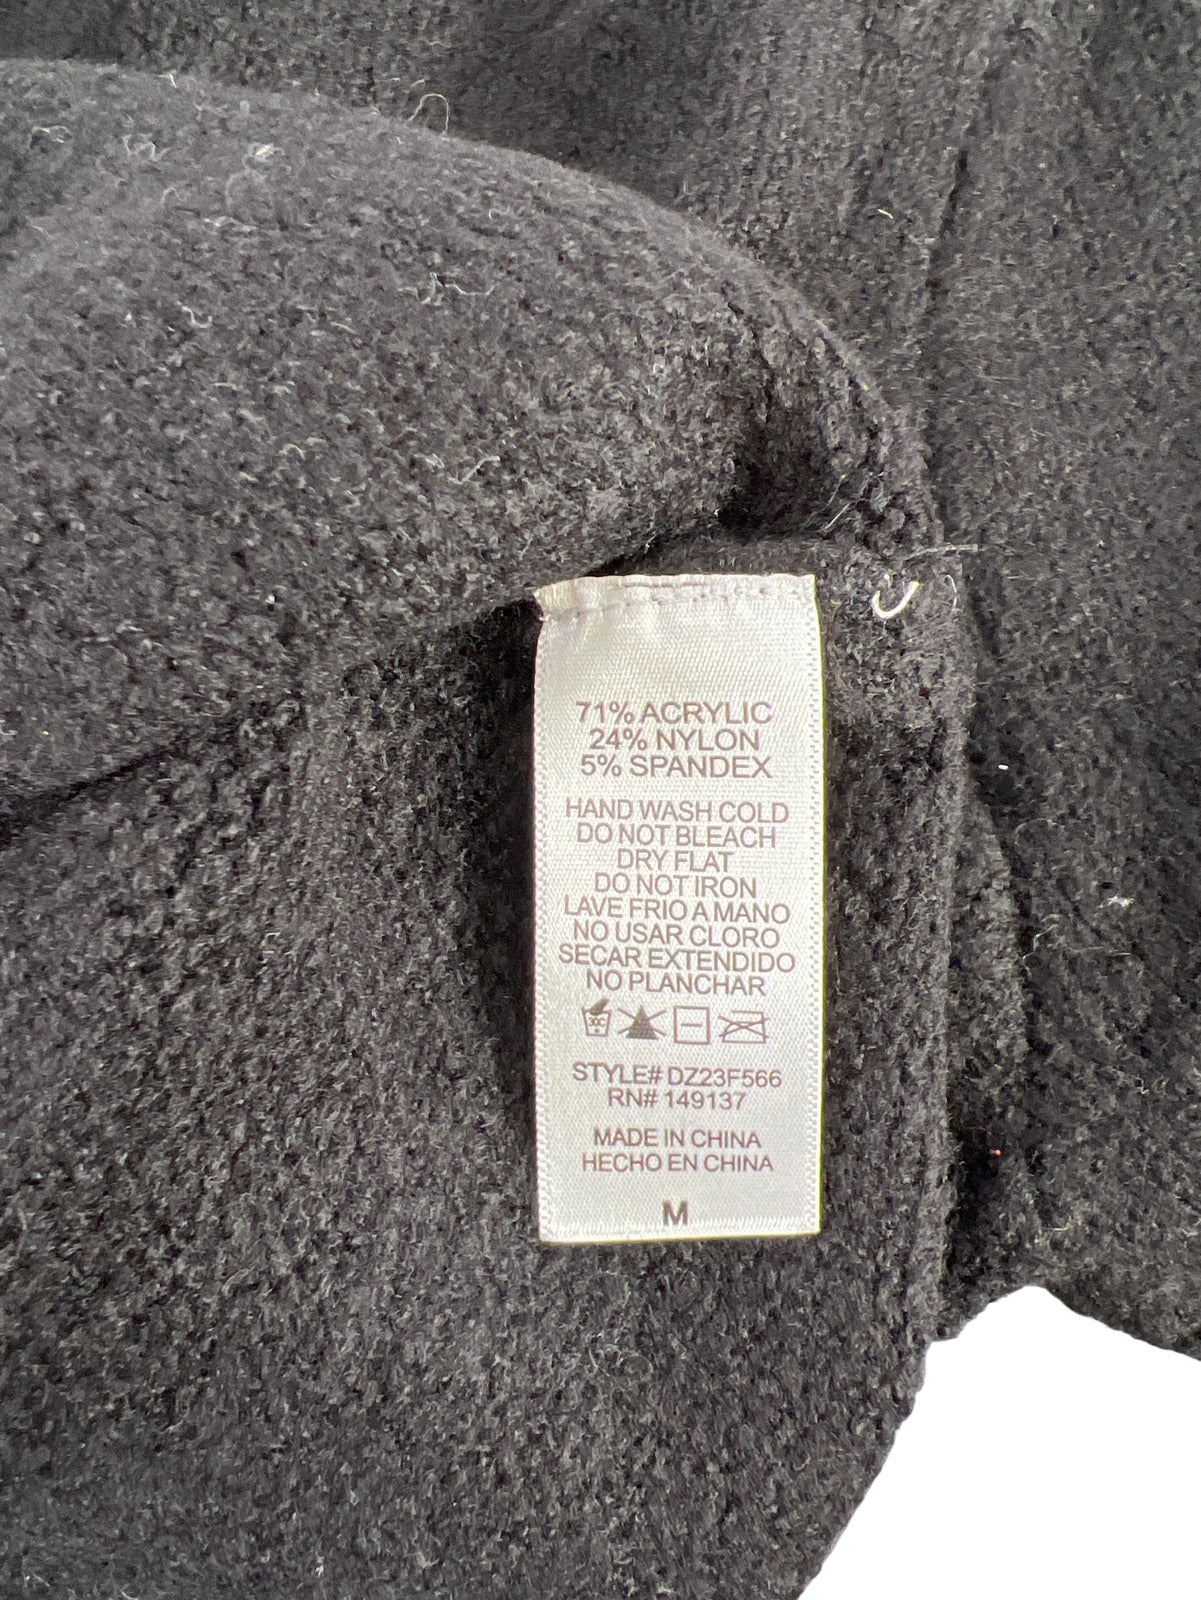 71% ACRYLIC
24% NYLON
5% SPANDEX
HAND WASH COLD
DO NOT BLEACH
DRY FLAT
DO NOT IRON
LAVE FRIO A MANO
NO USAR CLORO
SECAR EXTENDIDO
NO PLANCHAR
STYLE# DZ23F566
RN# 149137
MADE IN CHINA
HECHO EN CHINA
M